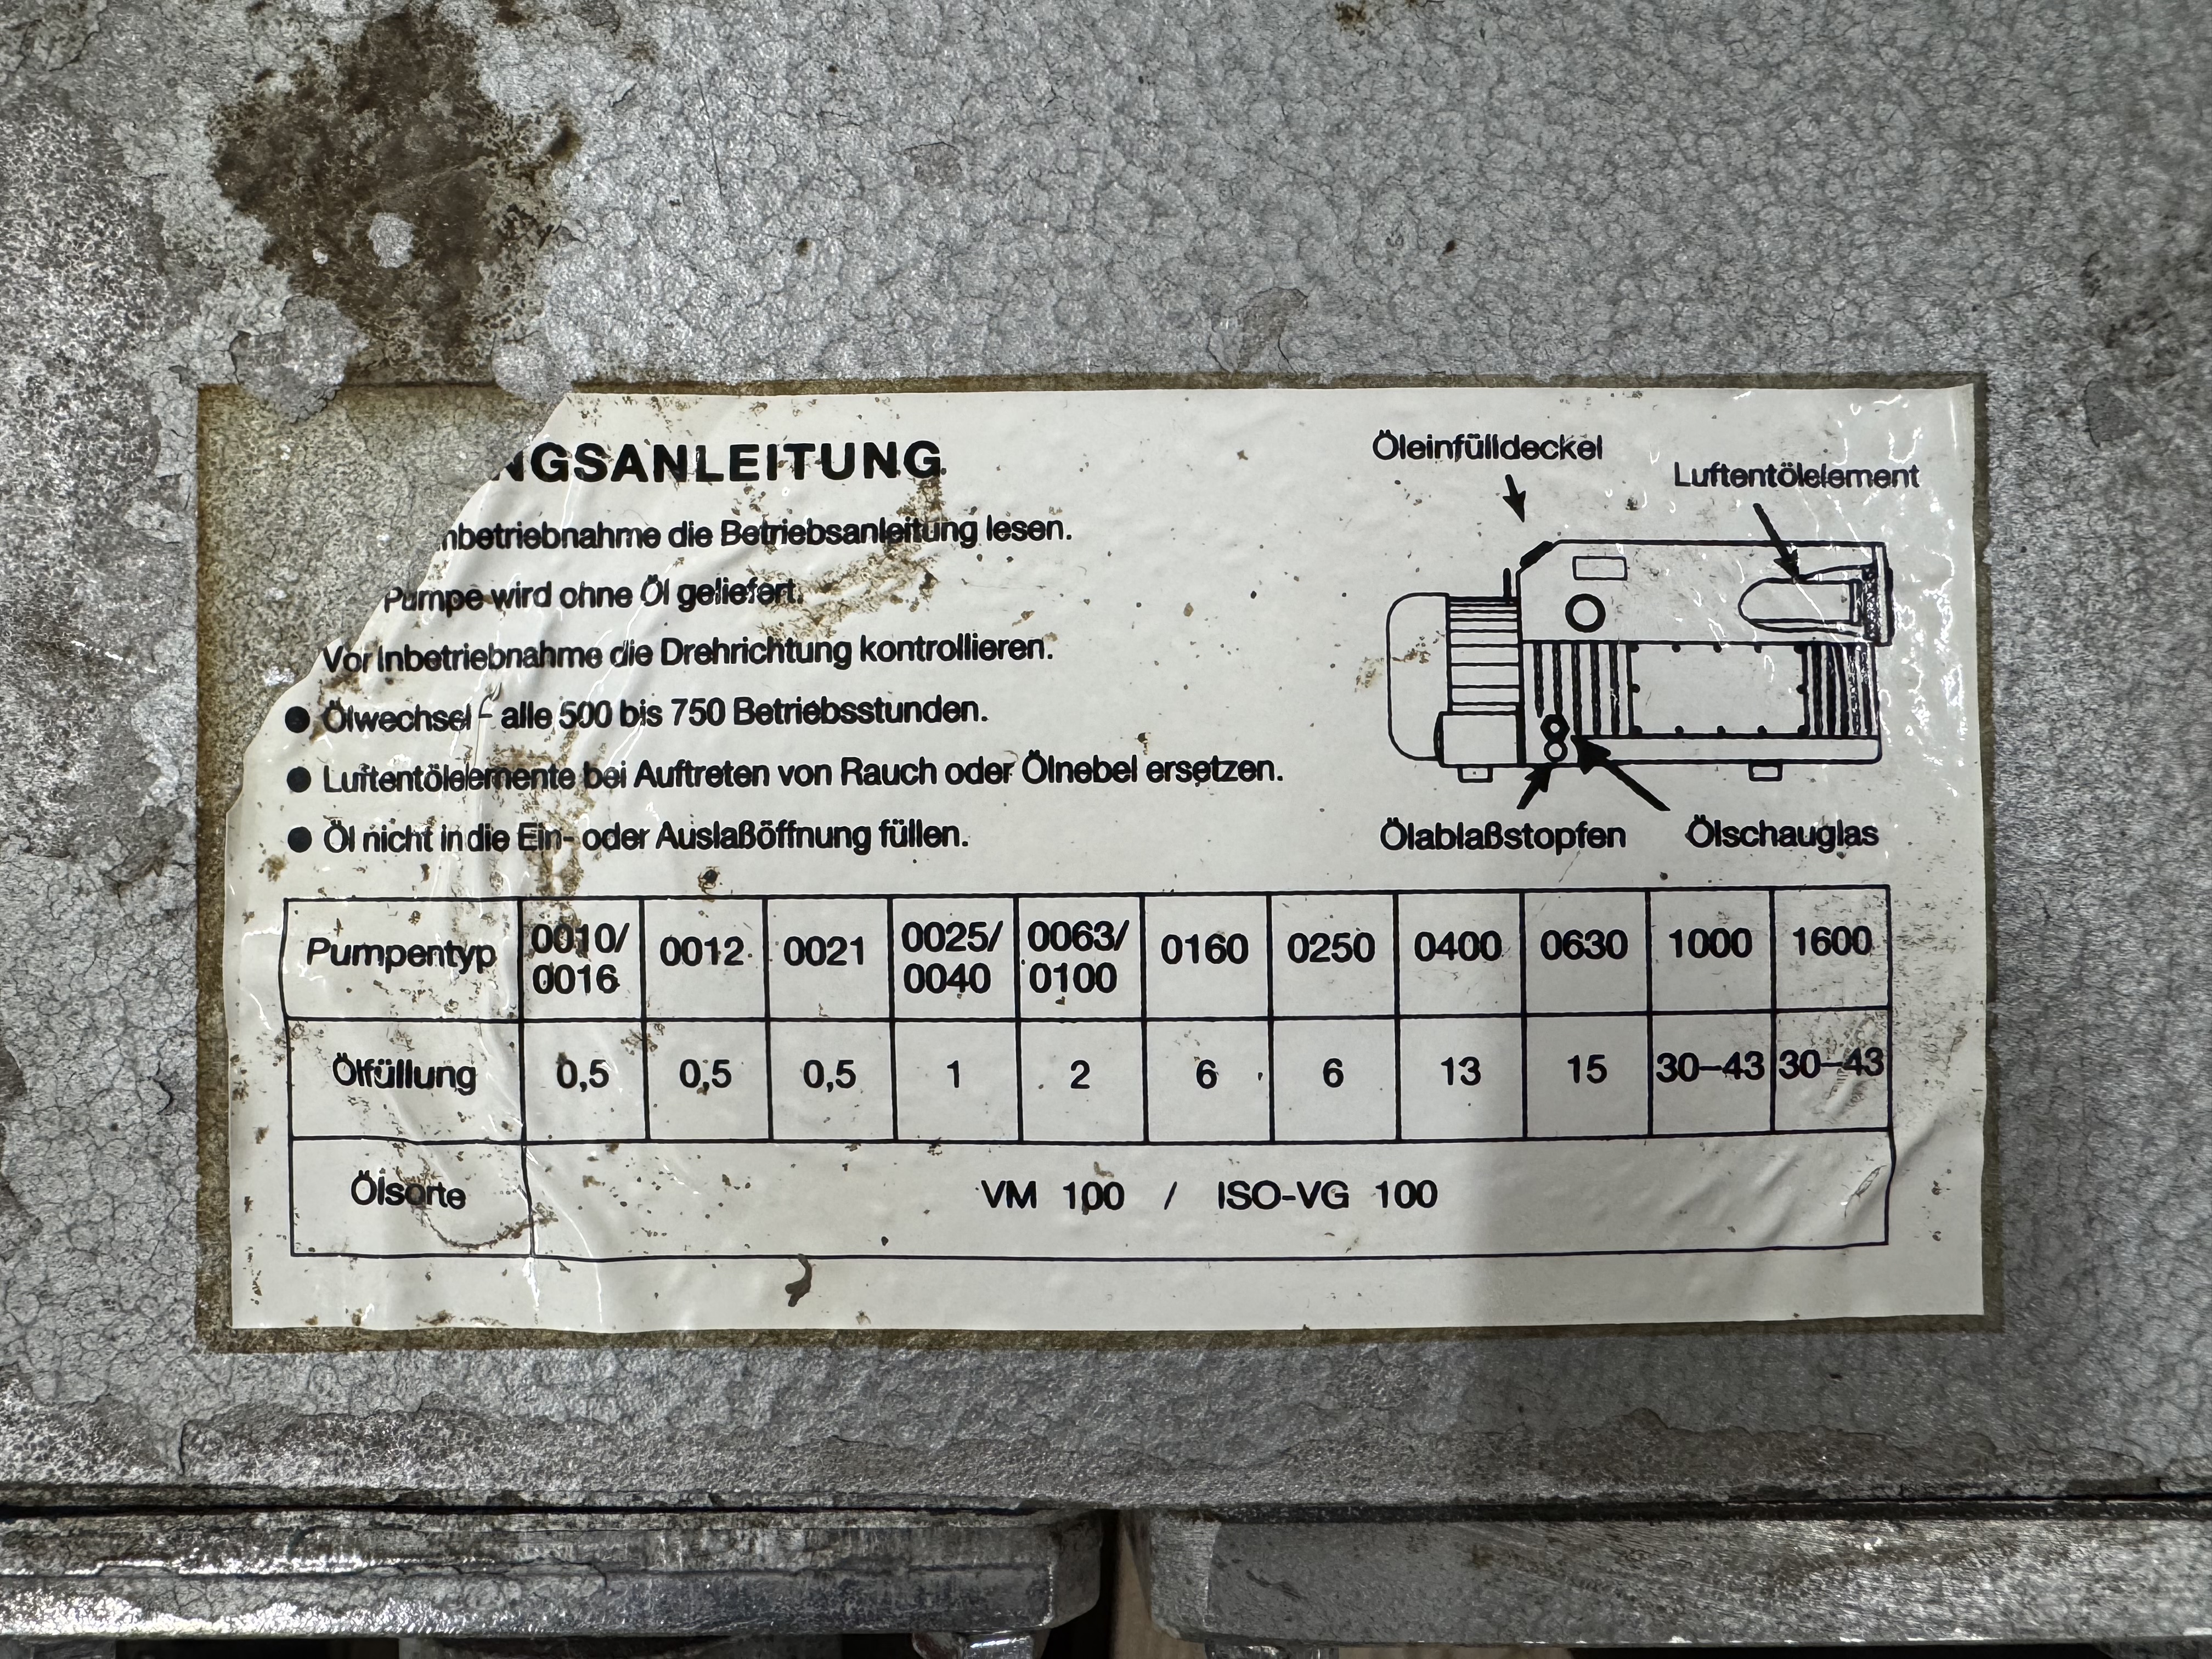 NGSANLEITUNG
nbetriebnahme die Betriebsanleitung lesen.
Pumpe wird ohne Öl geliefert.
Vor Inbetriebnahme die Drehrichtung kontrollieren.
● Ölwechsel - alle 500 bis 750 Betriebsstunden.
● Luftentölelemente bei Auftreten von Rauch oder Ölnebel ersetzen.
● Öl nicht in die Ein- oder Auslaßöffnung füllen.
Öleinfülldeckel
Luftentölelement
Ölablaßstopfen Ölschauglas
Pumpentyp 0010/0016 0012 0021 0025/0040 0063/0100 0160 0250 0400 0630 1000 1600
Ölfüllung 0,5 0,5 0,5 1 2 6 6 13 15 30–43 30–43
Ölsorte VM 100 / ISO-VG 100